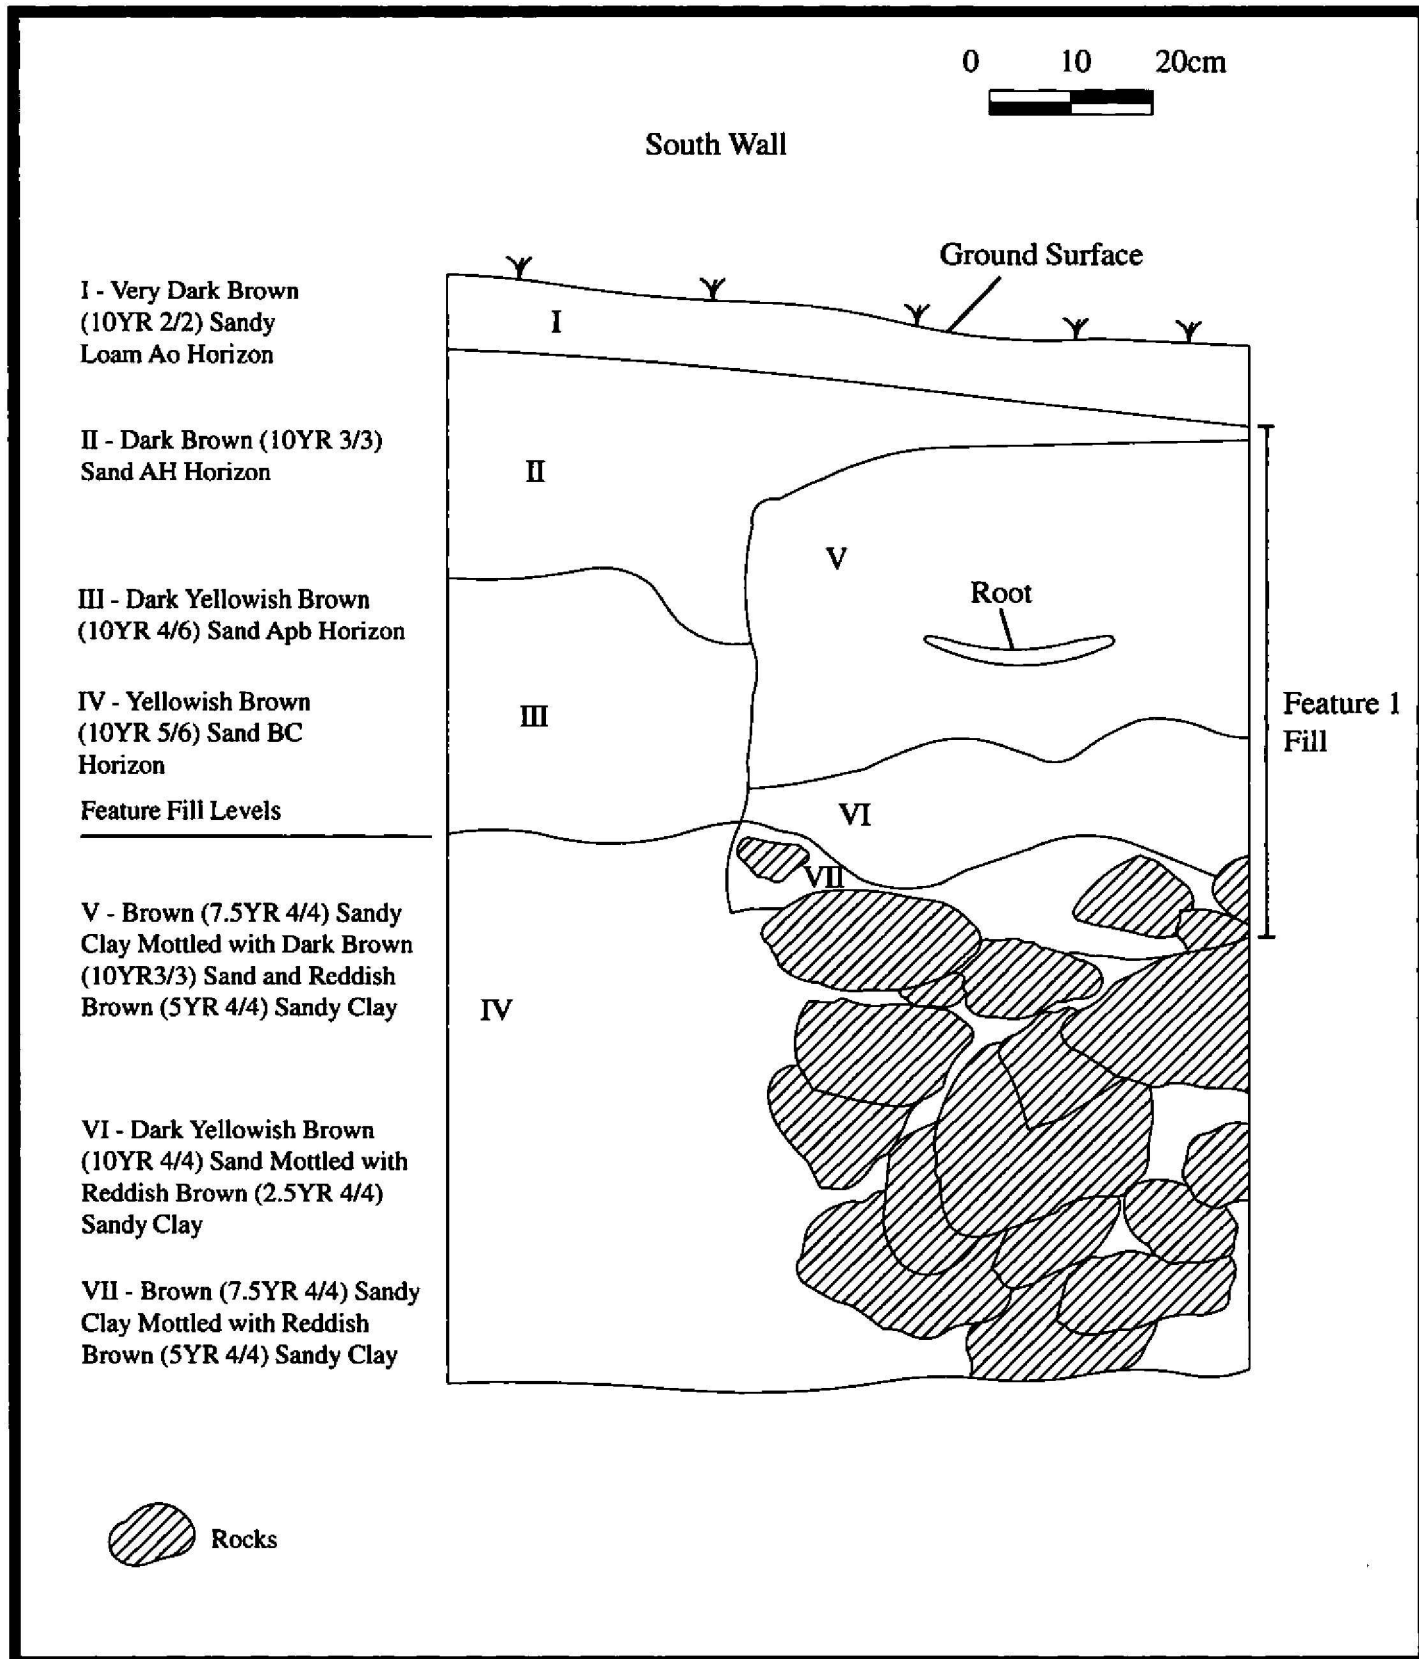 0 10 20cm
South Wall
Ground Surface
I - Very Dark Brown
(10YR 2/2) Sandy
Loam Ao Horizon
I
II - Dark Brown (10YR 3/3)
Sand AH Horizon
II
V
Root
III - Dark Yellowish Brown
(10YR 4/6) Sand Apb Horizon
III
IV - Yellowish Brown
(10YR 5/6) Sand BC
Horizon
Feature 1
Fill
Feature Fill Levels
VI
VII
V - Brown (7.5YR 4/4) Sandy
Clay Mottled with Dark Brown
(10YR3/3) Sand and Reddish
Brown (5YR 4/4) Sandy Clay
IV
VI - Dark Yellowish Brown
(10YR 4/4) Sand Mottled with
Reddish Brown (2.5YR 4/4)
Sandy Clay
VII - Brown (7.5YR 4/4) Sandy
Clay Mottled with Reddish
Brown (5YR 4/4) Sandy Clay
Rocks